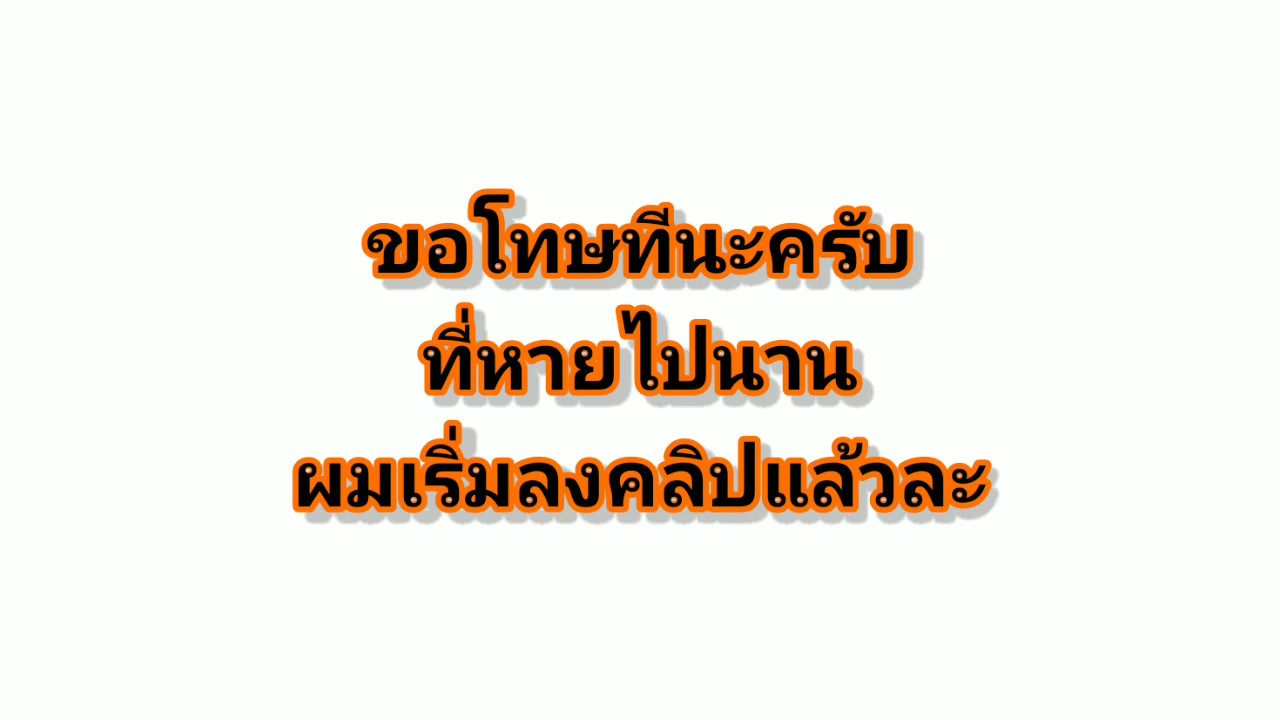 ขอโทษทีนะครับ
ที่หายไปนาน
ผมเริ่มลงคลิปแล้วละ